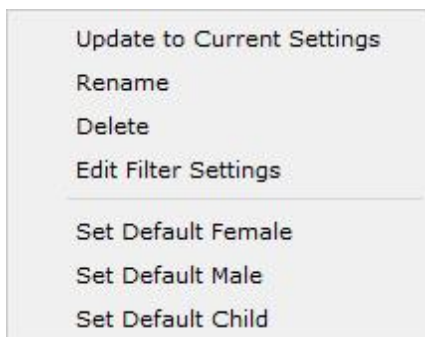 Update to Current Settings
Rename
Delete
Edit Filter Settings
Set Default Female
Set Default Male
Set Default Child